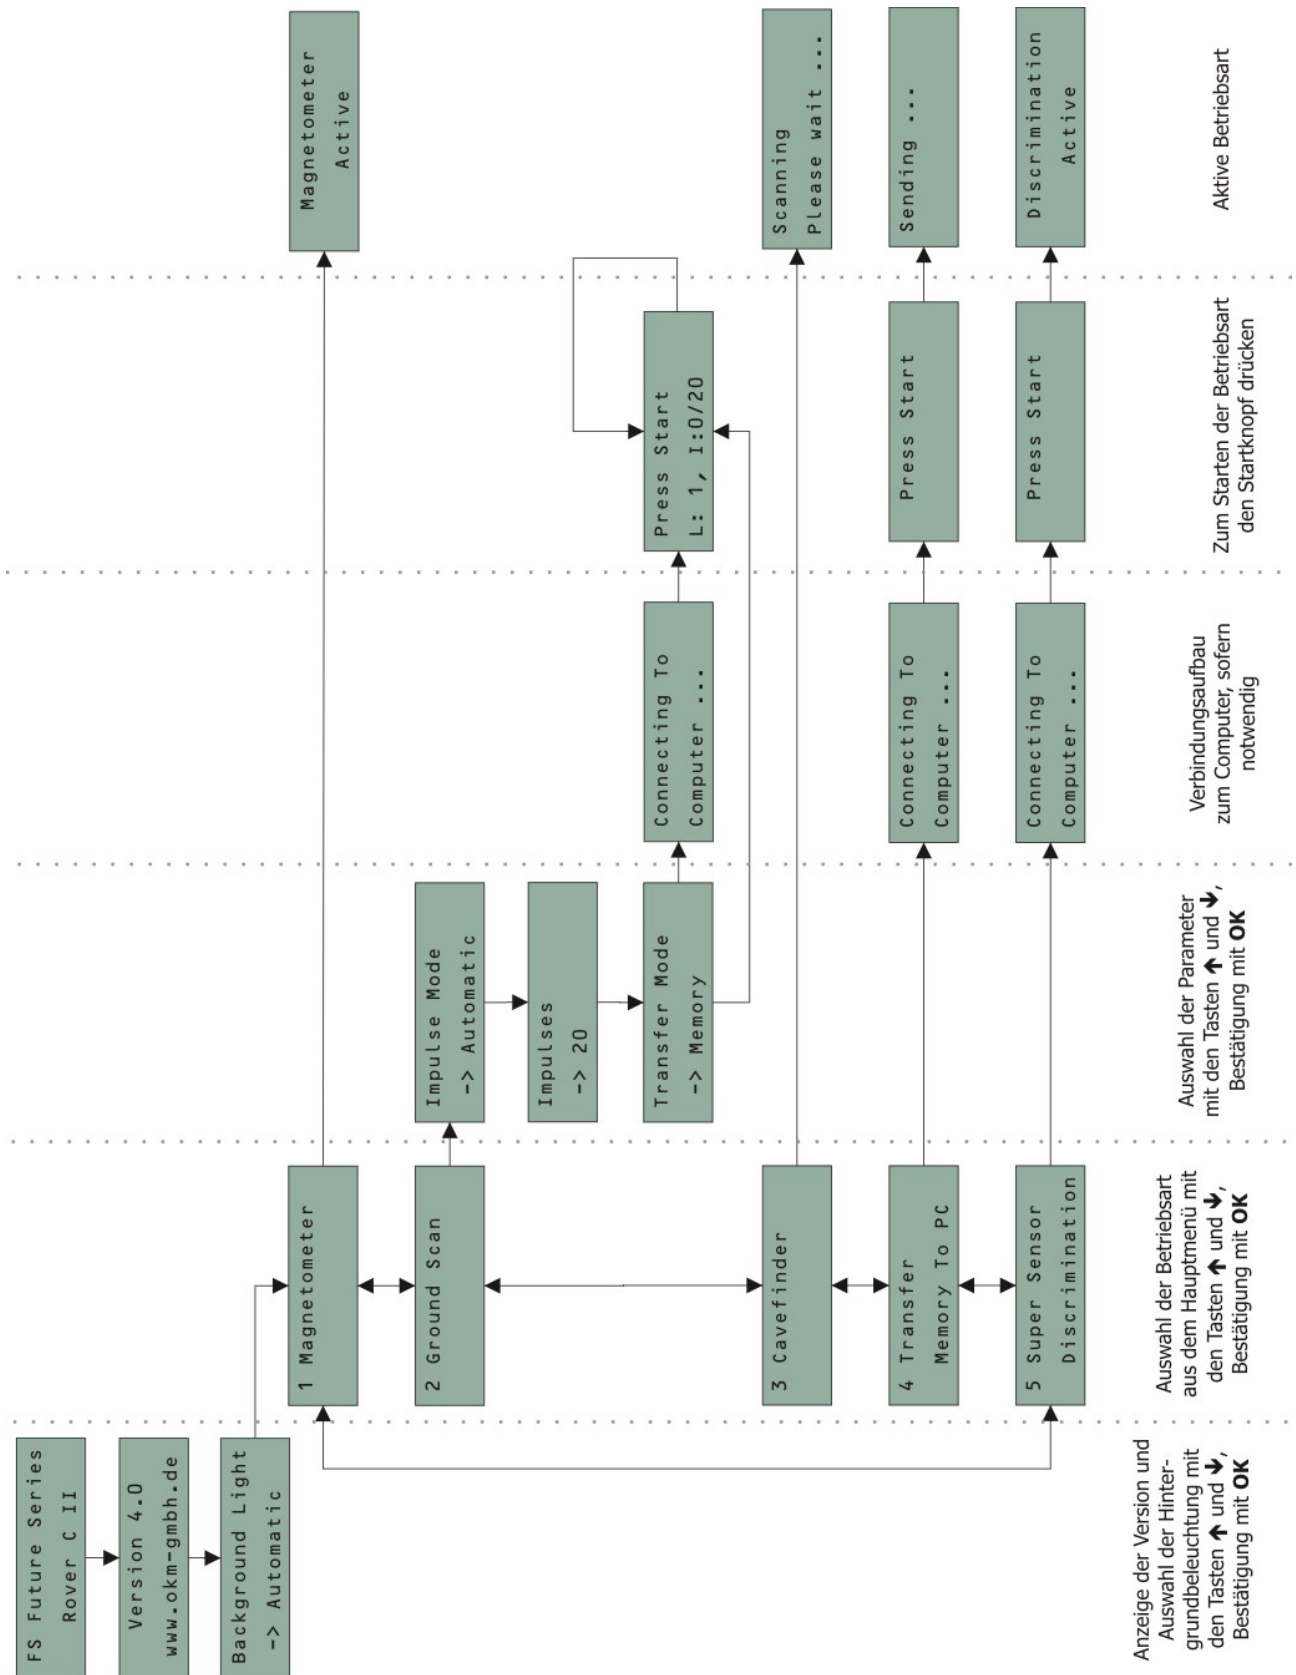 FS Future Series
Rover C II
Version 4.0
www.okm-gmbh.de
Background Light
-> Automatic
1 Magnetometer
Magnetometer
Active
2 Ground Scan
Impulse Mode
-> Automatic
Impulses
-> 20
Transfer Mode
-> Memory
Connecting To
Computer ...
Press Start
L: 1, I:0/20
3 Cavefinder
Scanning
Please wait ...
4 Transfer
Memory To PC
Connecting To
Computer ...
Press Start
Sending ...
5 Super Sensor
Discrimination
Connecting To
Computer ...
Press Start
Discrimination
Active
Anzeige der Version und
Auswahl der Hinter-
grundbeleuchtung mit
den Tasten ↑ und ↓,
Bestätigung mit OK
Auswahl der Betriebsart
aus dem Hauptmenü mit
den Tasten ↑ und ↓,
Bestätigung mit OK
Auswahl der Parameter
mit den Tasten ↑ und ↓,
Bestätigung mit OK
Verbindungsaufbau
zum Computer, sofern
notwendig
Zum Starten der Betriebsart
den Startknopf drücken
Aktive Betriebsart